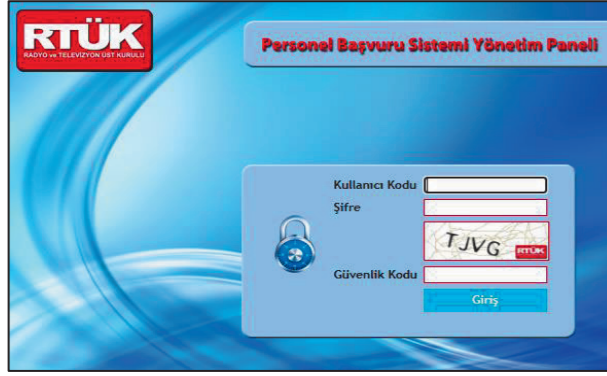 RTÜK
RADYO ve TELEVİZYON ÜST KURULU
Personel Başvuru Sistemi Yönetim Paneli
Kullanıcı Kodu
Şifre
TJVG
RTÜK
Güvenlik Kodu
Giriş